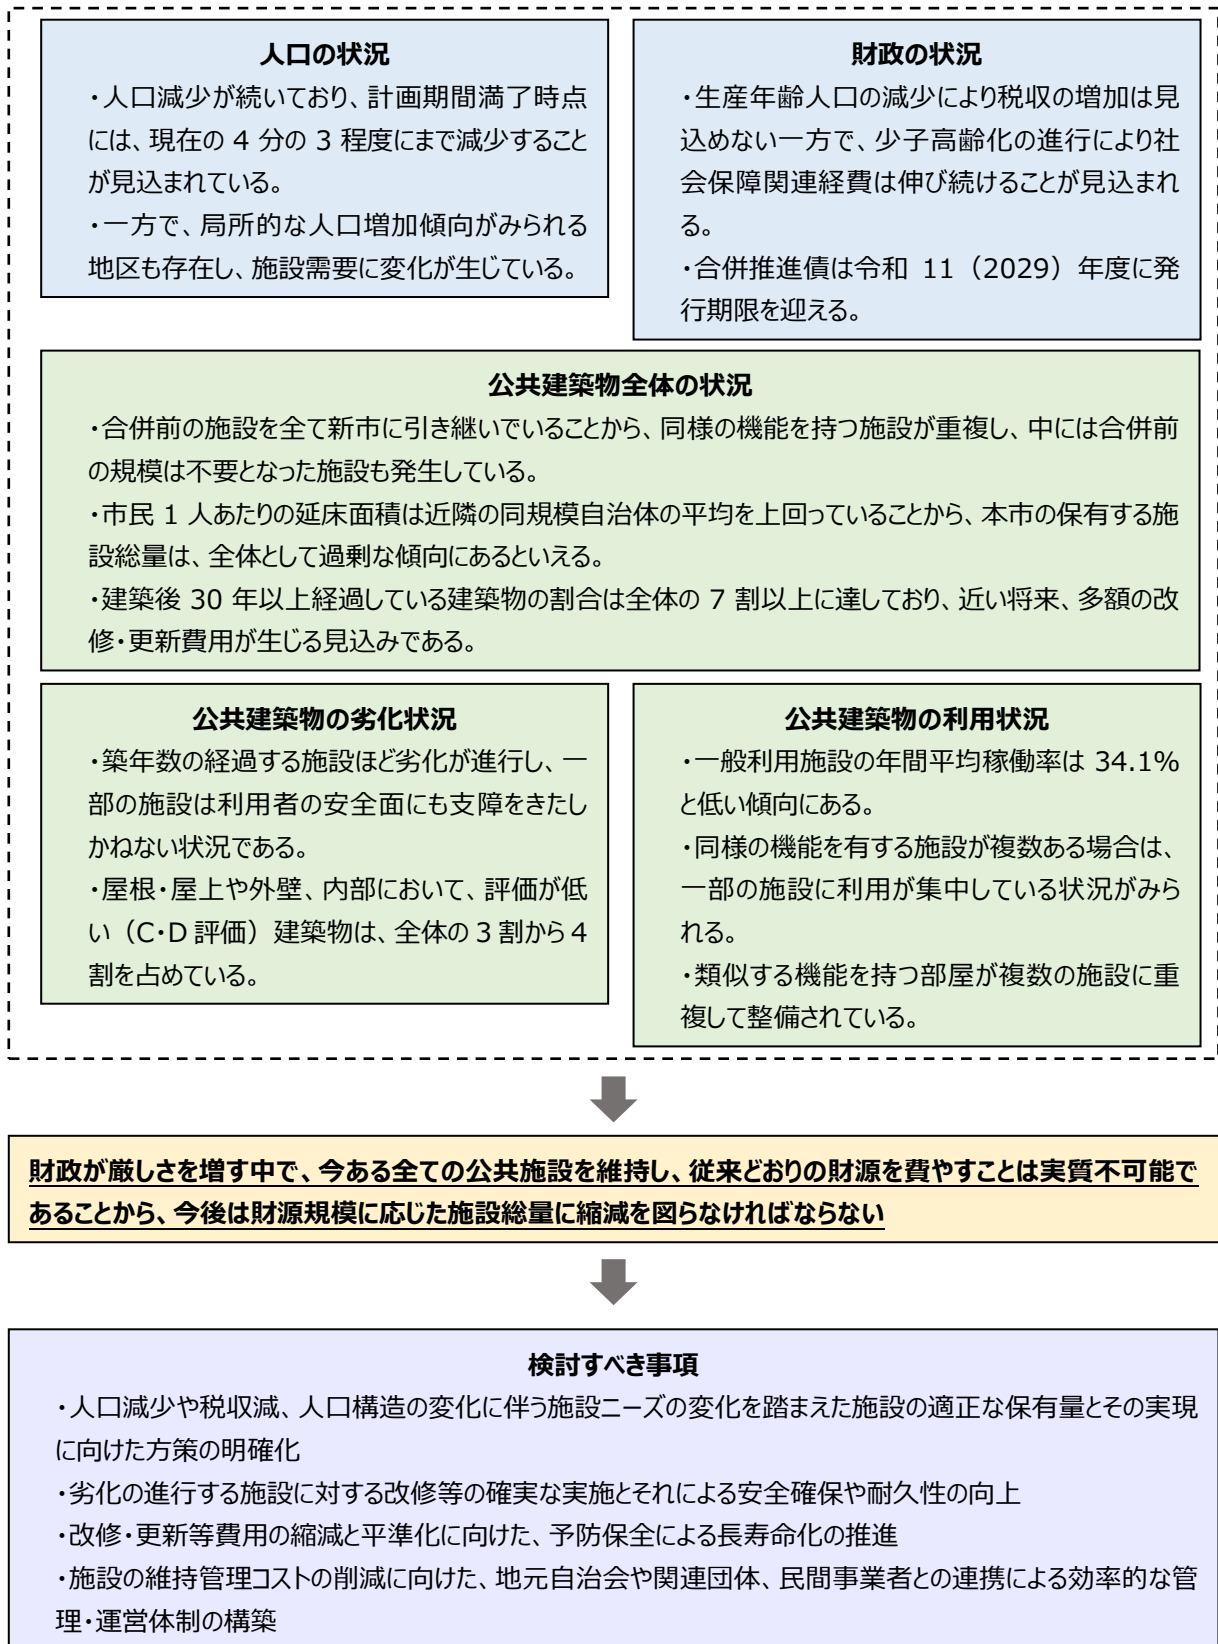 人口の状況
・人口減少が続いており、計画期間満了時点
には、現在の 4 分の 3 程度にまで減少すること
が見込まれている。
・一方で、局所的な人口増加傾向がみられる
地区も存在し、施設需要に変化が生じている。
財政の状況
・生産年齢人口の減少により税収の増加は見
込めない一方で、少子高齢化の進行により社
会保障関連経費は伸び続けることが見込まれ
る。
・合併推進債は令和 11（2029）年度に発
行期限を迎える。
公共建築物全体の状況
・合併前の施設を全て新市に引き継いでいることから、同様の機能を持つ施設が重複し、中には合併前
の規模は不要となった施設も発生している。
・市民 1 人あたりの延床面積は近隣の同規模自治体の平均を上回っていることから、本市の保有する施
設総量は、全体として過剰な傾向にあるといえる。
・建築後 30 年以上経過している建築物の割合は全体の 7 割以上に達しており、近い将来、多額の改
修・更新費用が生じる見込みである。
公共建築物の劣化状況
・築年数の経過する施設ほど劣化が進行し、一
部の施設は利用者の安全面にも支障をきたし
かねない状況である。
・屋根・屋上や外壁、内部において、評価が低
い（C・D 評価）建築物は、全体の 3 割から 4
割を占めている。
公共建築物の利用状況
・一般利用施設の年間平均稼働率は 34.1%
と低い傾向にある。
・同様の機能を有する施設が複数ある場合は、
一部の施設に利用が集中している状況がみら
れる。
・類似する機能を持つ部屋が複数の施設に重
複して整備されている。
財政が厳しさを増す中で、今ある全ての公共施設を維持し、従来どおりの財源を費やすことは実質不可能で
あることから、今後は財源規模に応じた施設総量に縮減を図らなければならない
検討すべき事項
・人口減少や税収減、人口構造の変化に伴う施設ニーズの変化を踏まえた施設の適正な保有量とその実現
に向けた方策の明確化
・劣化の進行する施設に対する改修等の確実な実施とそれによる安全確保や耐久性の向上
・改修・更新等費用の縮減と平準化に向けた、予防保全による長寿命化の推進
・施設の維持管理コストの削減に向けた、地元自治会や関連団体、民間事業者との連携による効率的な管
理・運営体制の構築